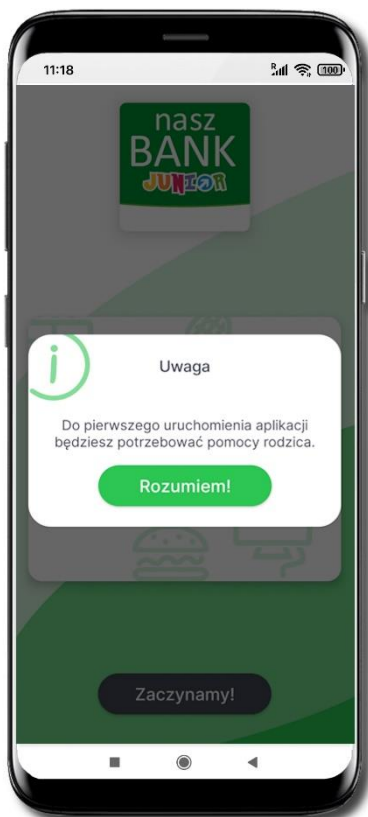 11:18
R
100
nasz
BANK
JUNIOR
Uwaga
Do pierwszego uruchomienia aplikacji
będziesz potrzebować pomocy rodzica.
Rozumiem!
Zaczynamy!